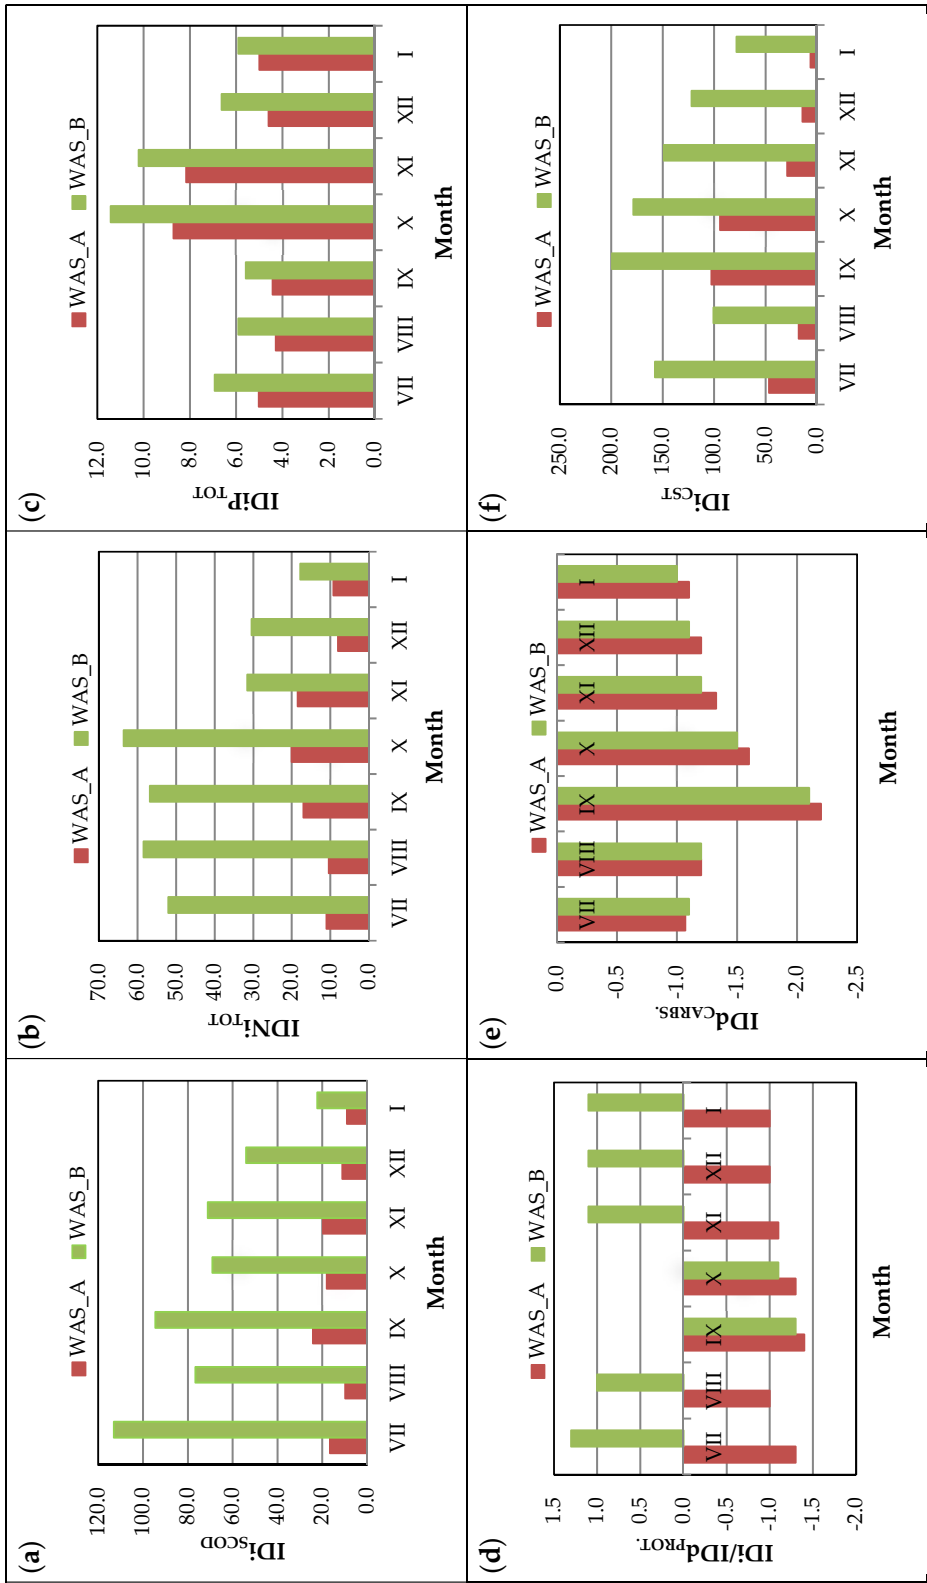 (a)
WAS_A WAS_B
120.0
100.0
80.0
60.0
40.0
20.0
0.0
IDiSCOD
VII VIII IX X XI XII I
Month
(b)
WAS_A WAS_B
70.0
60.0
50.0
40.0
30.0
20.0
10.0
0.0
IDNiTOT
VII VIII IX X XI XII I
Month
(c)
WAS_A WAS_B
12.0
10.0
8.0
6.0
4.0
2.0
0.0
IDiPTOT
VII VIII IX X XI XII I
Month
(d)
WAS_A WAS_B
1.5
1.0
0.5
0.0
-0.5
-1.0
-1.5
-2.0
IDi/IDdPROT.
VII VIII IX X XI XII I
Month
(e)
WAS_A WAS_B
0.0
-0.5
-1.0
-1.5
-2.0
-2.5
IDdCARBS.
VII VIII IX X XI XII I
Month
(f)
WAS_A WAS_B
250.0
200.0
150.0
100.0
50.0
0.0
IDiCST
VII VIII IX X XI XII I
Month